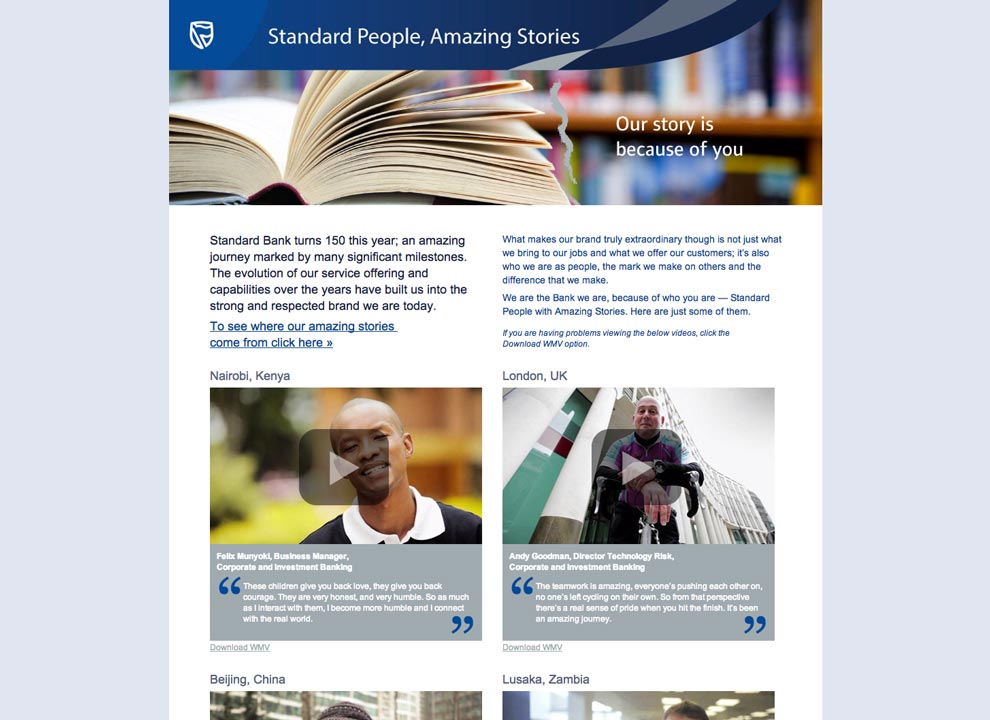 Standard People, Amazing Stories
Our story is
because of you
Standard Bank turns 150 this year; an amazing
journey marked by many significant milestones.
The evolution of our service offering and
capabilities over the years have built us into the
strong and respected brand we are today.
To see where our amazing stories
come from click here »
What makes our brand truly extraordinary though is not just what
we bring to our jobs and what we offer our customers; it's also
who we are as people, the mark we make on others and the
difference that we make.
We are the Bank we are, because of who you are — Standard
People with Amazing Stories. Here are just some of them.
If you are having problems viewing the below videos, click the
Download WMV option.
Nairobi, Kenya
Felix Munyoki, Business Manager,
Corporate and Investment Banking
“These children give you back love, they give you back
courage. They are very honest, and very humble. So as much
as I interact with them, I become more humble and I connect
with the real world.”
Download WMV
London, UK
Andy Goodman, Director Technology Risk,
Corporate and Investment Banking
“The teamwork is amazing, everyone's pushing each other on,
no one's left cycling on their own. So from that perspective
there's a real sense of pride when you hit the finish. It's been
an amazing journey.”
Download WMV
Beijing, China
Lusaka, Zambia